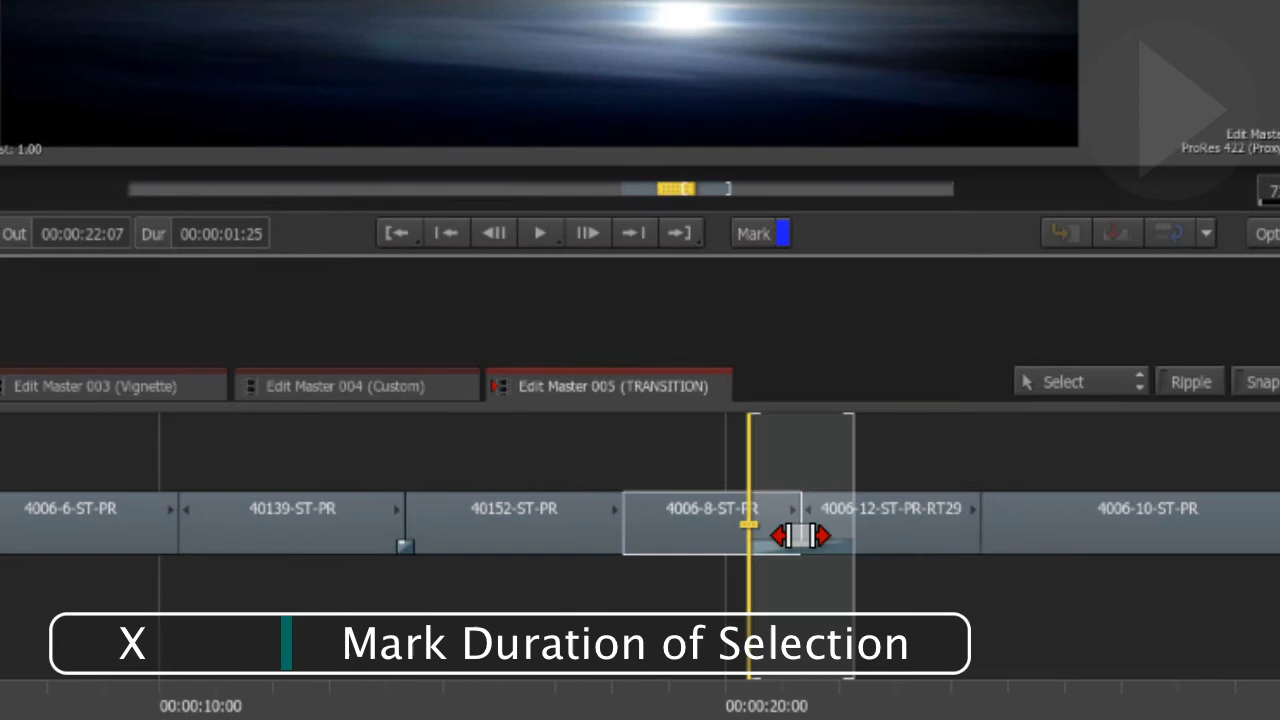 st: 1.00
Edit Maste
ProRes 422 (Proxy
Out 00:00:22:07 Dur 00:00:01:25 Mark Opt
Edit Master 003 (Vignette) Edit Master 004 (Custom) Edit Master 005 (TRANSITION) Select Ripple Snap
4006-6-ST-PR 40139-ST-PR 40152-ST-PR 4006-8-ST-PR 4006-12-ST-PR-RT29 4006-10-ST-PR
X Mark Duration of Selection
00:00:10:00 00:00:20:00